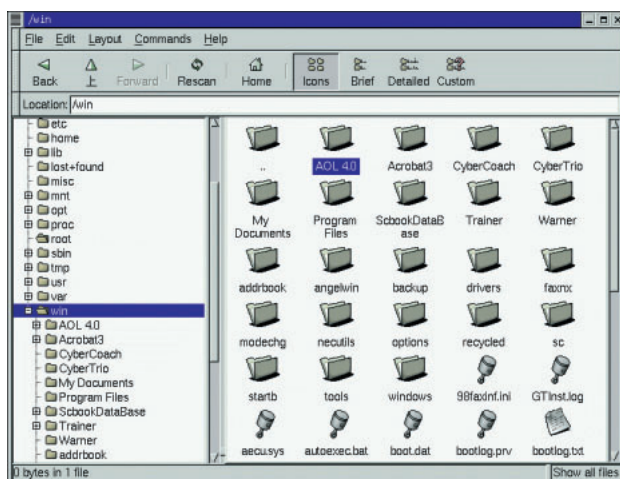 /win
File Edit Layout Commands Help
Back 上 Forward Rescan Home Icons Brief Detailed Custom
Location: /win
etc
home
lib
lost+found
misc
mnt
opt
proc
root
sbin
tmp
usr
var
win
AOL 4.0
Acrobat3
CyberCoach
CyberTrio
My Documents
Program Files
ScbookDataBase
Trainer
Warner
addrbook
.. AOL 4.0 Acrobat3 CyberCoach CyberTrio
My Documents Program Files ScbookDataB ase Trainer Warner
addrbook angelwin backup drivers faxnx
modechg necutils options recycled sc
startb tools windows 98faxinf.ini GTInst.log
aecu.sys autoexec.bat boot.dat bootlog.prv bootlog.txt
0 bytes in 1 file Show all files